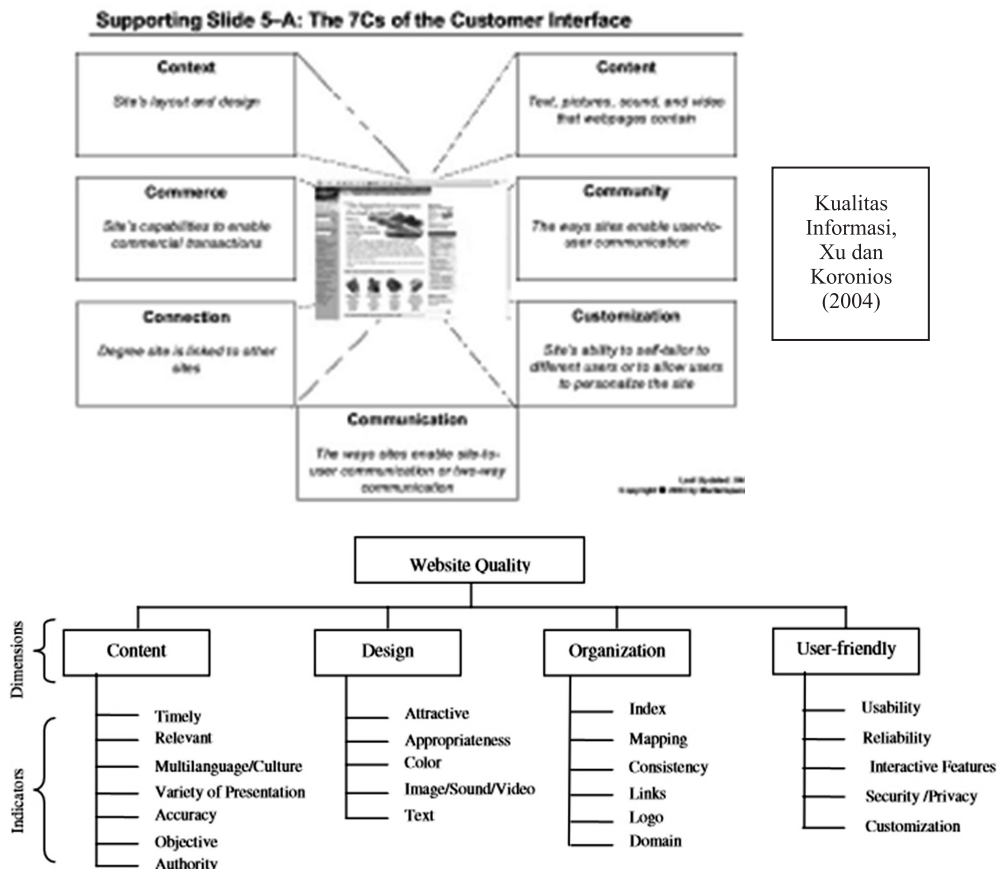 Supporting Slide 5–A: The 7Cs of the Customer Interface
Context
Site's layout and design
Content
Text, pictures, sound, and video
that webpages contain
Commerce
Site's capabilities to enable
commercial transactions
Community
The ways sites enable user-to-
user communication
Connection
Degree site is linked to other
sites
Customization
Site's ability to self-tailor to
different users or to allow users
to personalize the site
Communication
The ways sites enable site-to-
user communication or two-way
communication
Last Updated:
Copyright
by
Kualitas
Informasi,
Xu dan
Koronios
(2004)
Website Quality
Dimensions
Content
Design
Organization
User-friendly
Indicators
Timely
Relevant
Multilanguage/Culture
Variety of Presentation
Accuracy
Objective
Authority
Attractive
Appropriateness
Color
Image/Sound/Video
Text
Index
Mapping
Consistency
Links
Logo
Domain
Usability
Reliability
Interactive Features
Security /Privacy
Customization